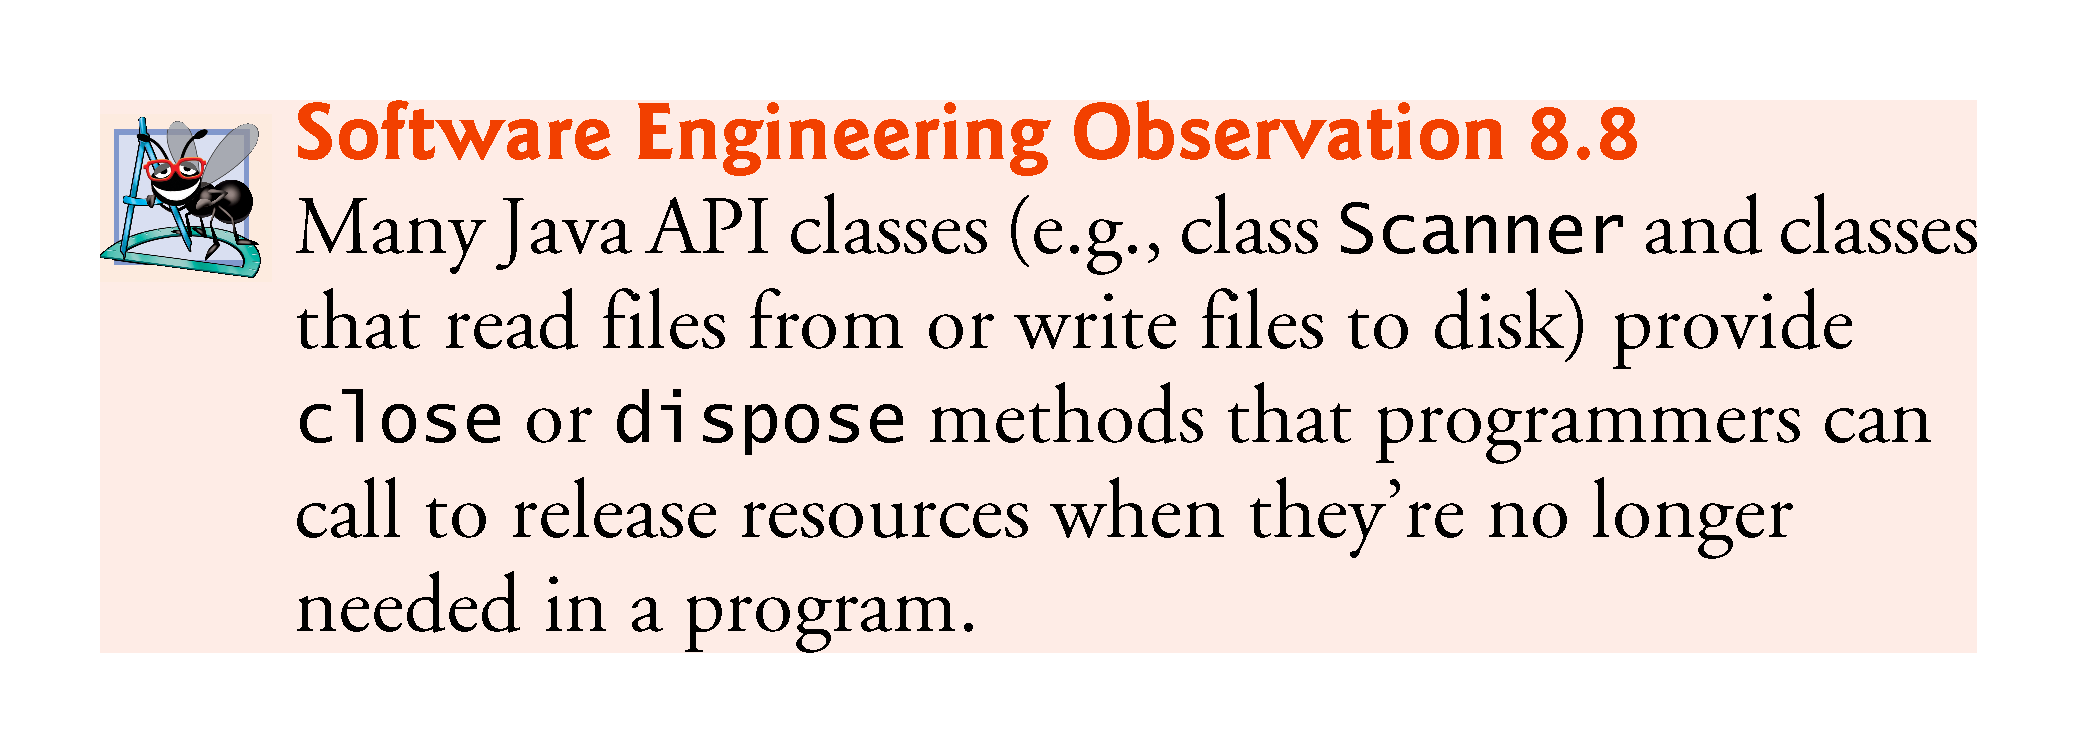 Software Engineering Observation 8.8
Many Java API classes (e.g., class Scanner and classes
that read files from or write files to disk) provide
close or dispose methods that programmers can
call to release resources when they’re no longer
needed in a program.